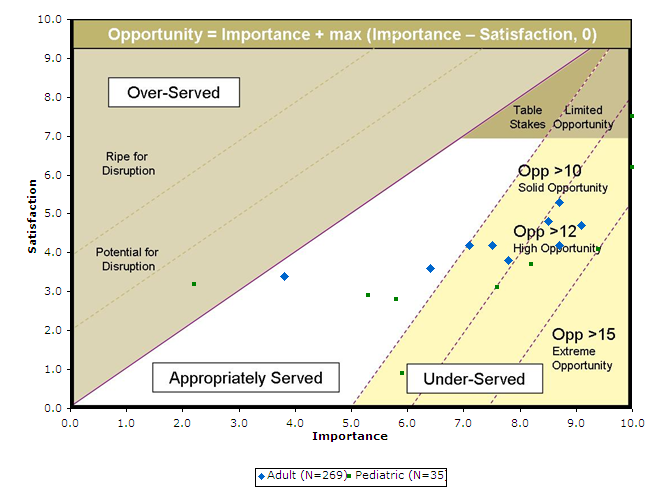 Opportunity = Importance + max (Importance – Satisfaction, 0)
10.0
9.0
8.0
7.0
6.0
5.0
4.0
3.0
2.0
1.0
0.0
Satisfaction
Over-Served
Table
Stakes
Limited
Opportunity
Ripe for
Disruption
Opp >10
Solid Opportunity
Opp >12
High Opportunity
Potential for
Disruption
Opp >15
Extreme
Opportunity
Appropriately Served
Under-Served
0.0 1.0 2.0 3.0 4.0 5.0 6.0 7.0 8.0 9.0 10.0
Importance
Adult (N=269) Pediatric (N=35)